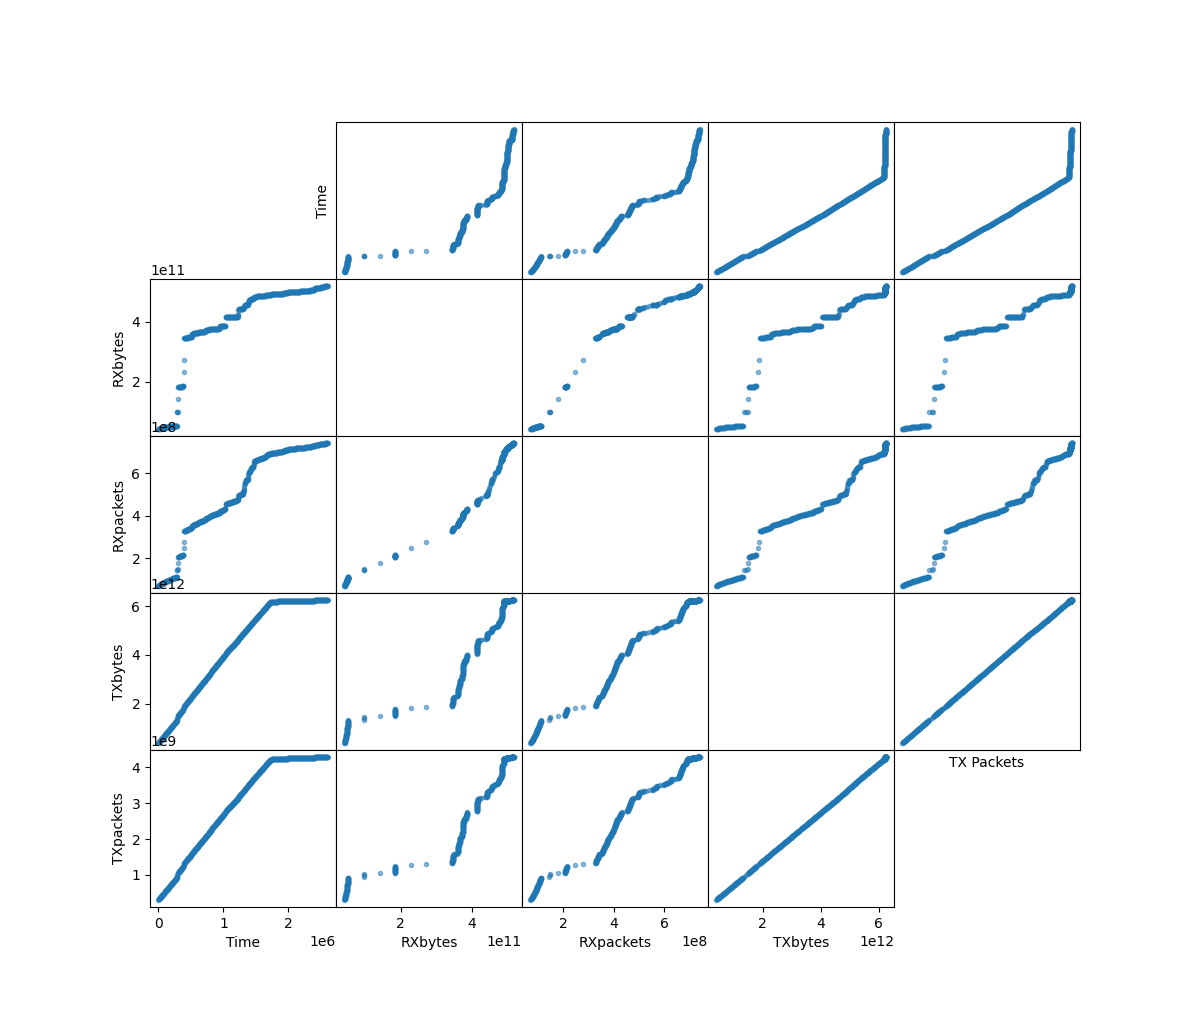 Time
1e11
4
2
RXbytes
1e8
6
4
2
RXpackets
1e12
6
4
2
TXbytes
1e9
TX Packets
4
3
2
1
TXpackets
0 1 2 2 4 2 4 6 2 4 6
Time 1e6 RXbytes 1e11 RXpackets 1e8 TXbytes 1e12